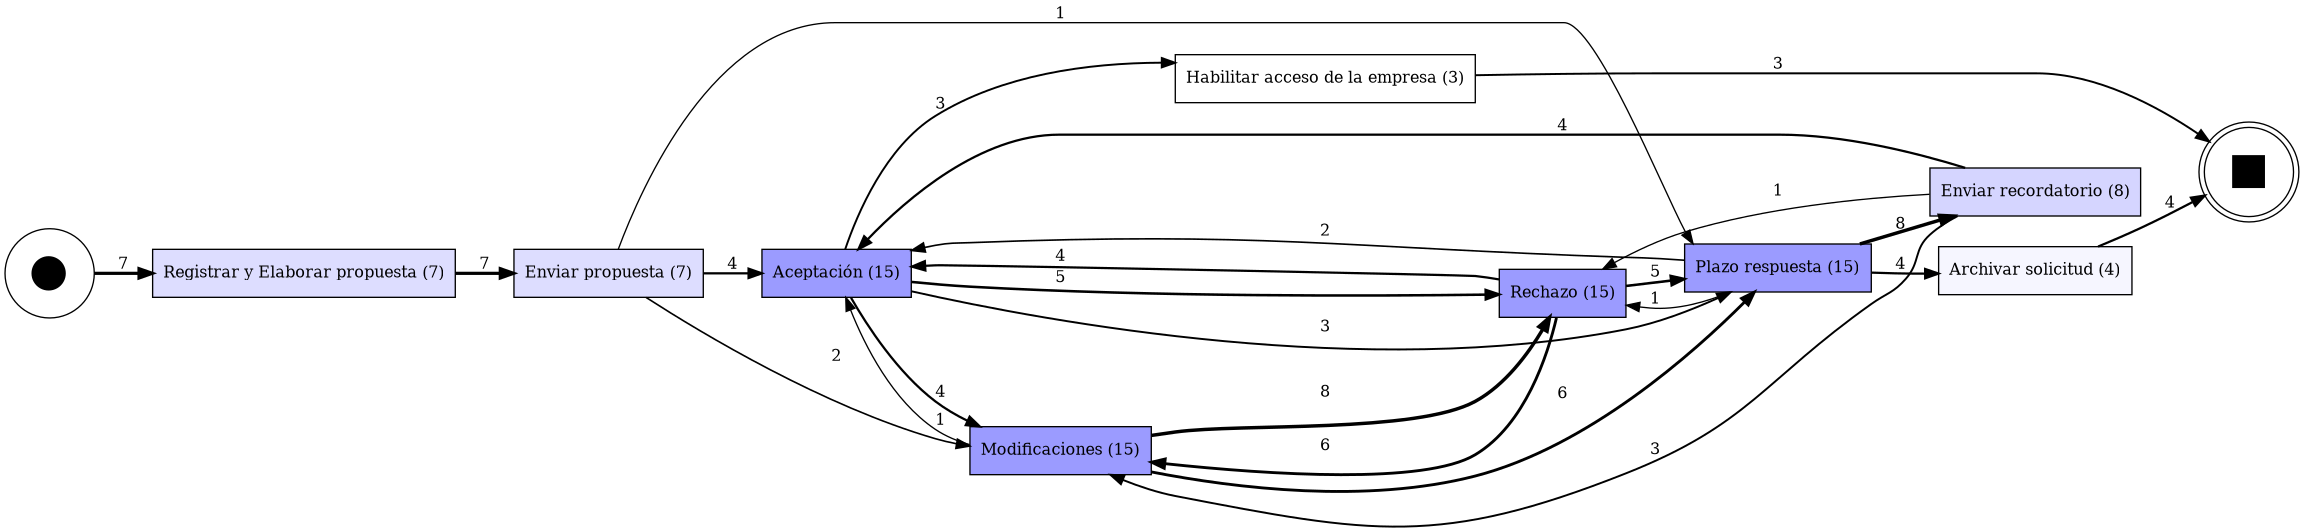 1
Habilitar acceso de la empresa (3)
3
3
4
Enviar recordatorio (8)
1
4
8
2
7
Registrar y Elaborar propuesta (7)
7
Enviar propuesta (7)
4
Aceptación (15)
4
5
Rechazo (15)
5
1
Plazo respuesta (15)
4
Archivar solicitud (4)
3
2
4
1
8
6
6
3
Modificaciones (15)